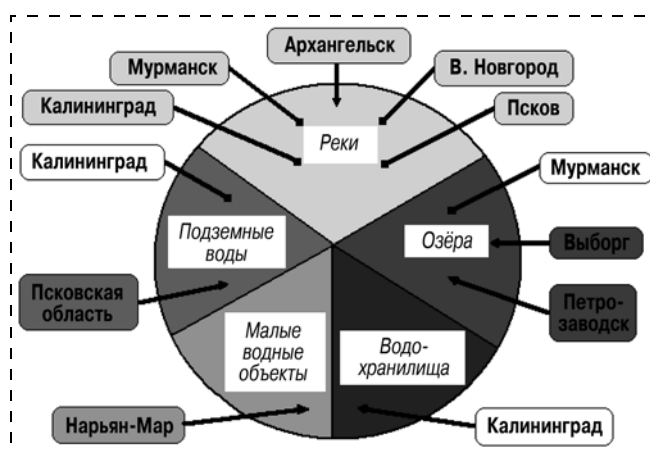 Архангельск
Мурманск
В. Новгород
Калининград
Псков
Реки
Калининград
Мурманск
Подземные
воды
Озёра
Выборг
Псковская
область
Петро-
заводск
Малые
водные
объекты
Водо-
хранилища
Нарьян-Мар
Калининград